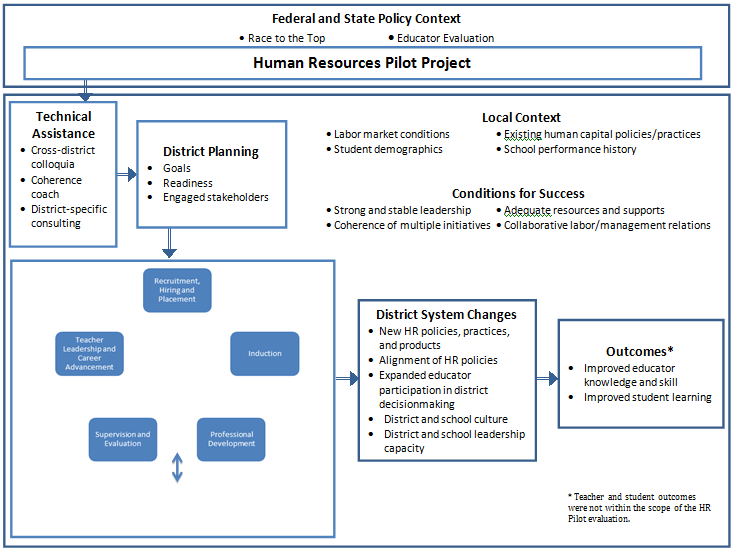 Federal and State Policy Context
• Race to the Top
• Educator Evaluation
Human Resources Pilot Project
Technical
Assistance
• Cross-district
colloquia
• Coherence
coach
• District-specific
consulting
District Planning
• Goals
• Readiness
• Engaged stakeholders
Local Context
• Labor market conditions
• Existing human capital policies/practices
• Student demographics
• School performance history
Conditions for Success
• Strong and stable leadership
• Adequate resources and supports
• Coherence of multiple initiatives
• Collaborative labor/management relations
Recruitment,
Hiring and
Placement
Teacher
Leadership and
Career
Advancement
Induction
Supervision and
Evaluation
Professional
Development
District System Changes
• New HR policies, practices,
and products
• Alignment of HR policies
• Expanded educator
participation in district
decisionmaking
• District and school culture
• District and school leadership
capacity
Outcomes*
• Improved educator
knowledge and skill
• Improved student learning
* Teacher and student outcomes
were not within the scope of the HR
Pilot evaluation.